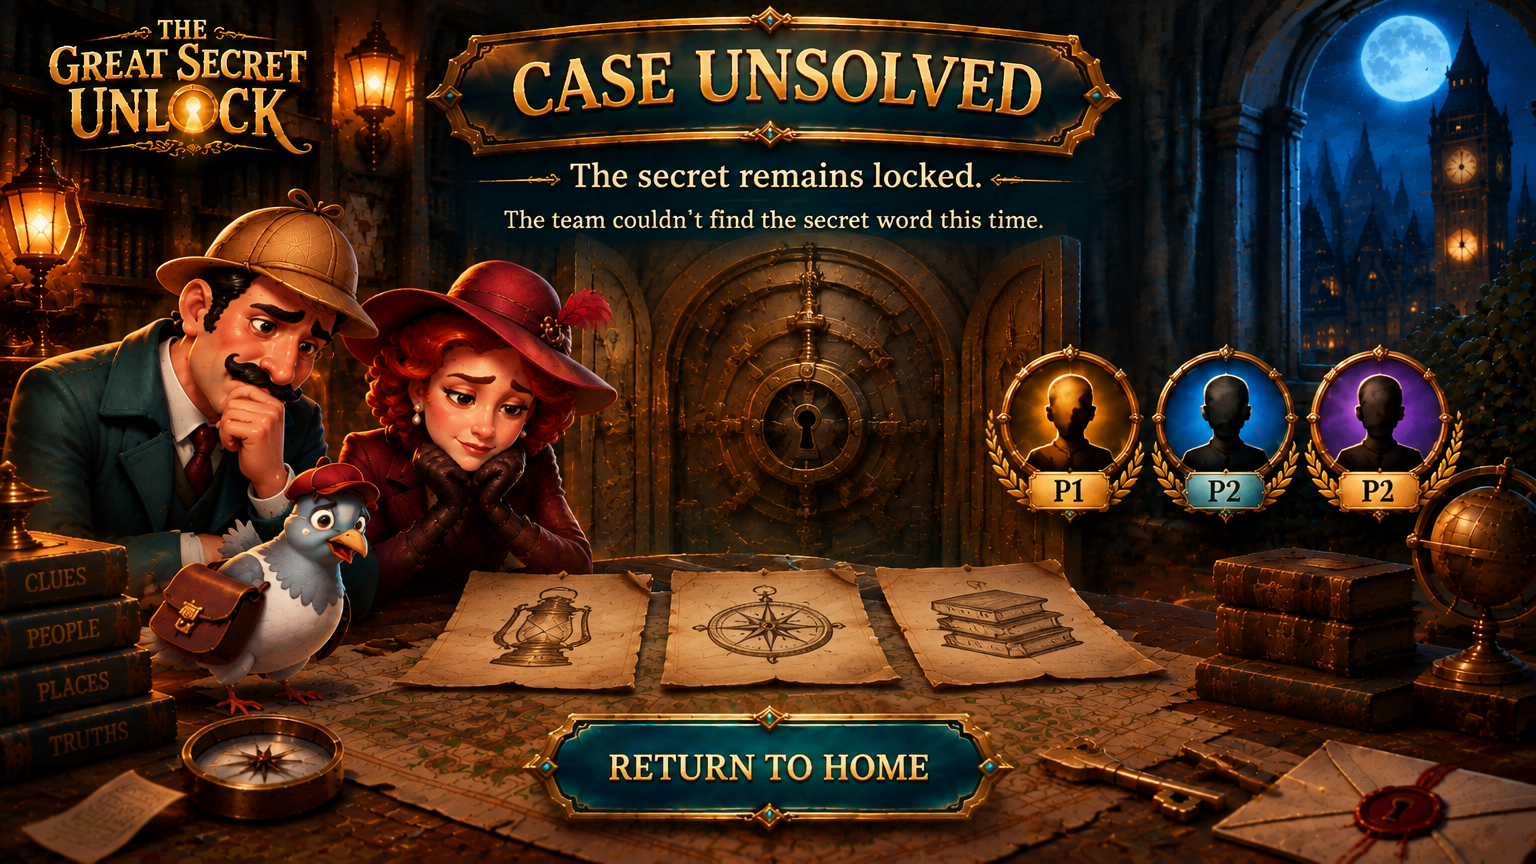 THE
GREAT SECRET
UNLOCK
CASE UNSOLVED
The secret remains locked.
The team couldn't find the secret word this time.
P1
P2
P2
CLUES
PEOPLE
PLACES
TRUTHS
RETURN TO HOME